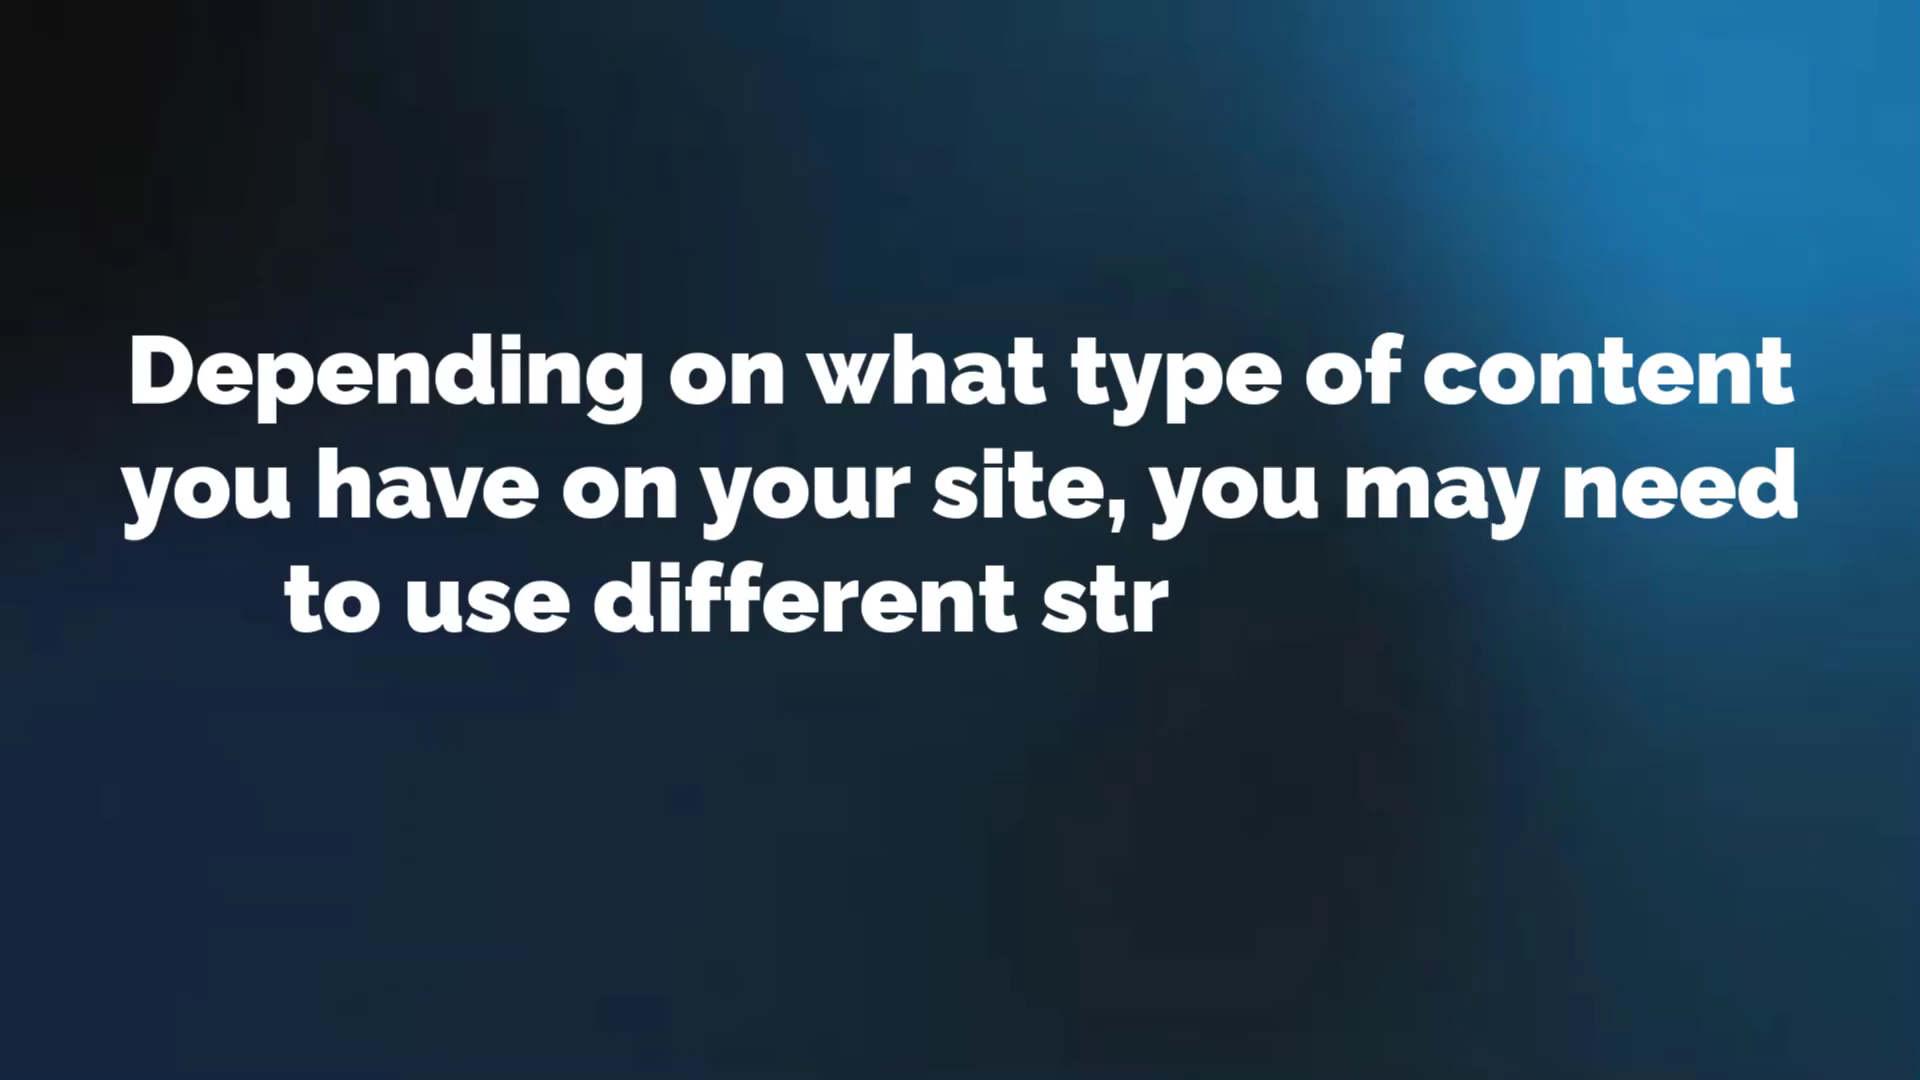 Depending on what type of content
you have on your site, you may need
to use different str